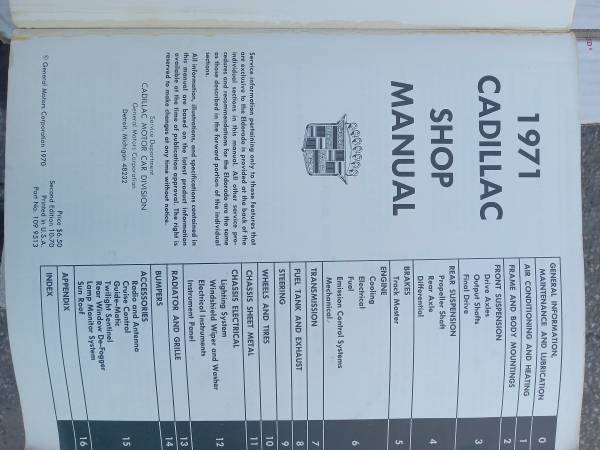 1971
CADILLAC
SHOP
MANUAL
Service information pertaining only to those features that
are exclusive to the Eldorado is provided at the back of the
individual sections in this manual. All other service pro-
cedures and recommendations for the Eldorado are the same
as those described in the forward portion of the individual
sections.
All information, illustrations, and specifications contained in
this manual are based on the latest product information
available at the time of publication approval. The right is
reserved to make changes at any time without notice.
Service Department
CADILLAC MOTOR CAR DIVISION
General Motors Corporation
Detroit, Michigan 48232
© General Motors Corporation 1970
Price $6.50
Second Edition 10-70
Printed in U.S.A.
Part No. 109 9513
GENERAL INFORMATION,
MAINTENANCE AND LUBRICATION 0
AIR CONDITIONING AND HEATING 1
FRAME AND BODY MOUNTINGS 2
FRONT SUSPENSION
Drive Axles
Output Shafts
Final Drive
3
REAR SUSPENSION
Propeller Shaft
Rear Axle
Differential
4
BRAKES
Track Master
5
ENGINE
Cooling
Electrical
Fuel
Emission Control Systems
Mechanical
6
TRANSMISSION 7
FUEL TANK AND EXHAUST 8
STEERING 9
WHEELS AND TIRES 10
CHASSIS SHEET METAL 11
CHASSIS ELECTRICAL
Lighting System
Windshield Wiper and Washer
Electrical Instruments
Instrument Panel
12
RADIATOR AND GRILLE 13
BUMPERS 14
ACCESSORIES
Radio and Antenna
Cruise Control
Guide-Matic
Twilight Sentinel
Rear Window De-Fogger
Lamp Monitor System
Sun Roof
15
APPENDIX 16
INDEX